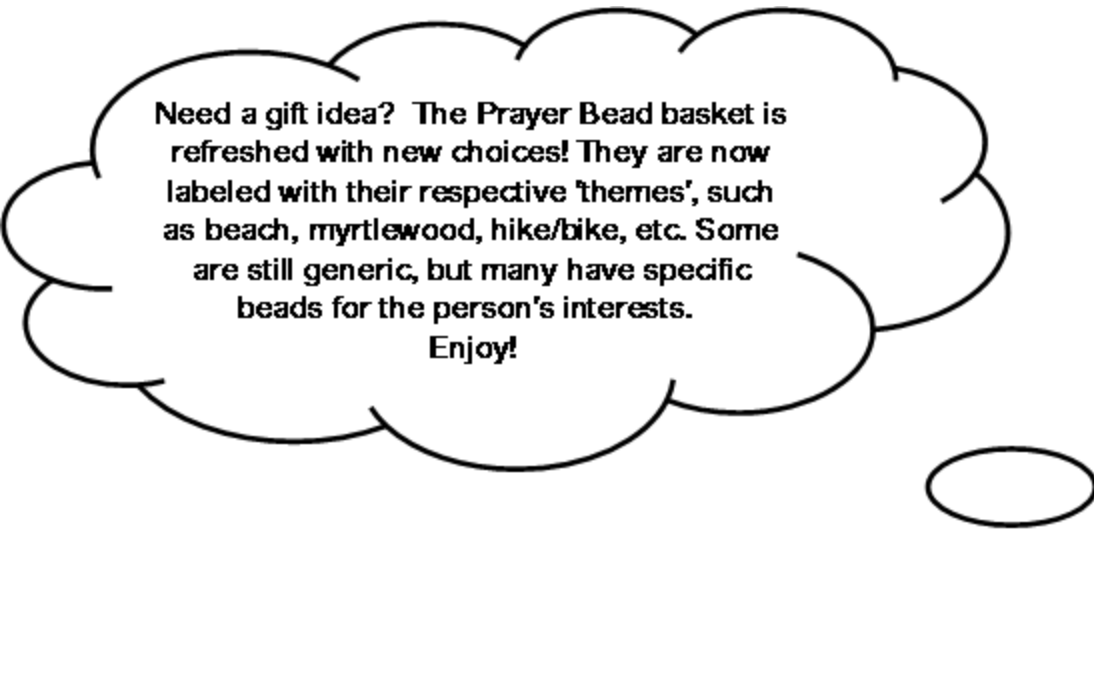 Need a gift idea?  The Prayer Bead basket is
refreshed with new choices! They are now
labeled with their respective 'themes', such
as beach, myrtlewood, hike/bike, etc. Some
are still generic, but many have specific
beads for the person's interests.
Enjoy!